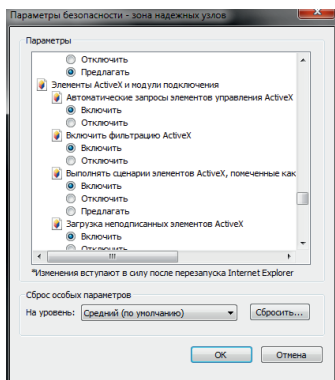 Параметры безопасности - зона надежных узлов
Параметры
Отключить
Предлагать
Элементы ActiveX и модули подключения
Автоматические запросы элементов управления ActiveX
Включить
Отключить
Включить фильтрацию ActiveX
Включить
Отключить
Выполнять сценарии элементов ActiveX, помеченные как
Включить
Отключить
Предлагать
Загрузка неподписанных элементов ActiveX
Включить
Отключить
*Изменения вступают в силу после перезапуска Internet Explorer
Сброс особых параметров
На уровень: Средний (по умолчанию) Сбросить...
ОК Отмена